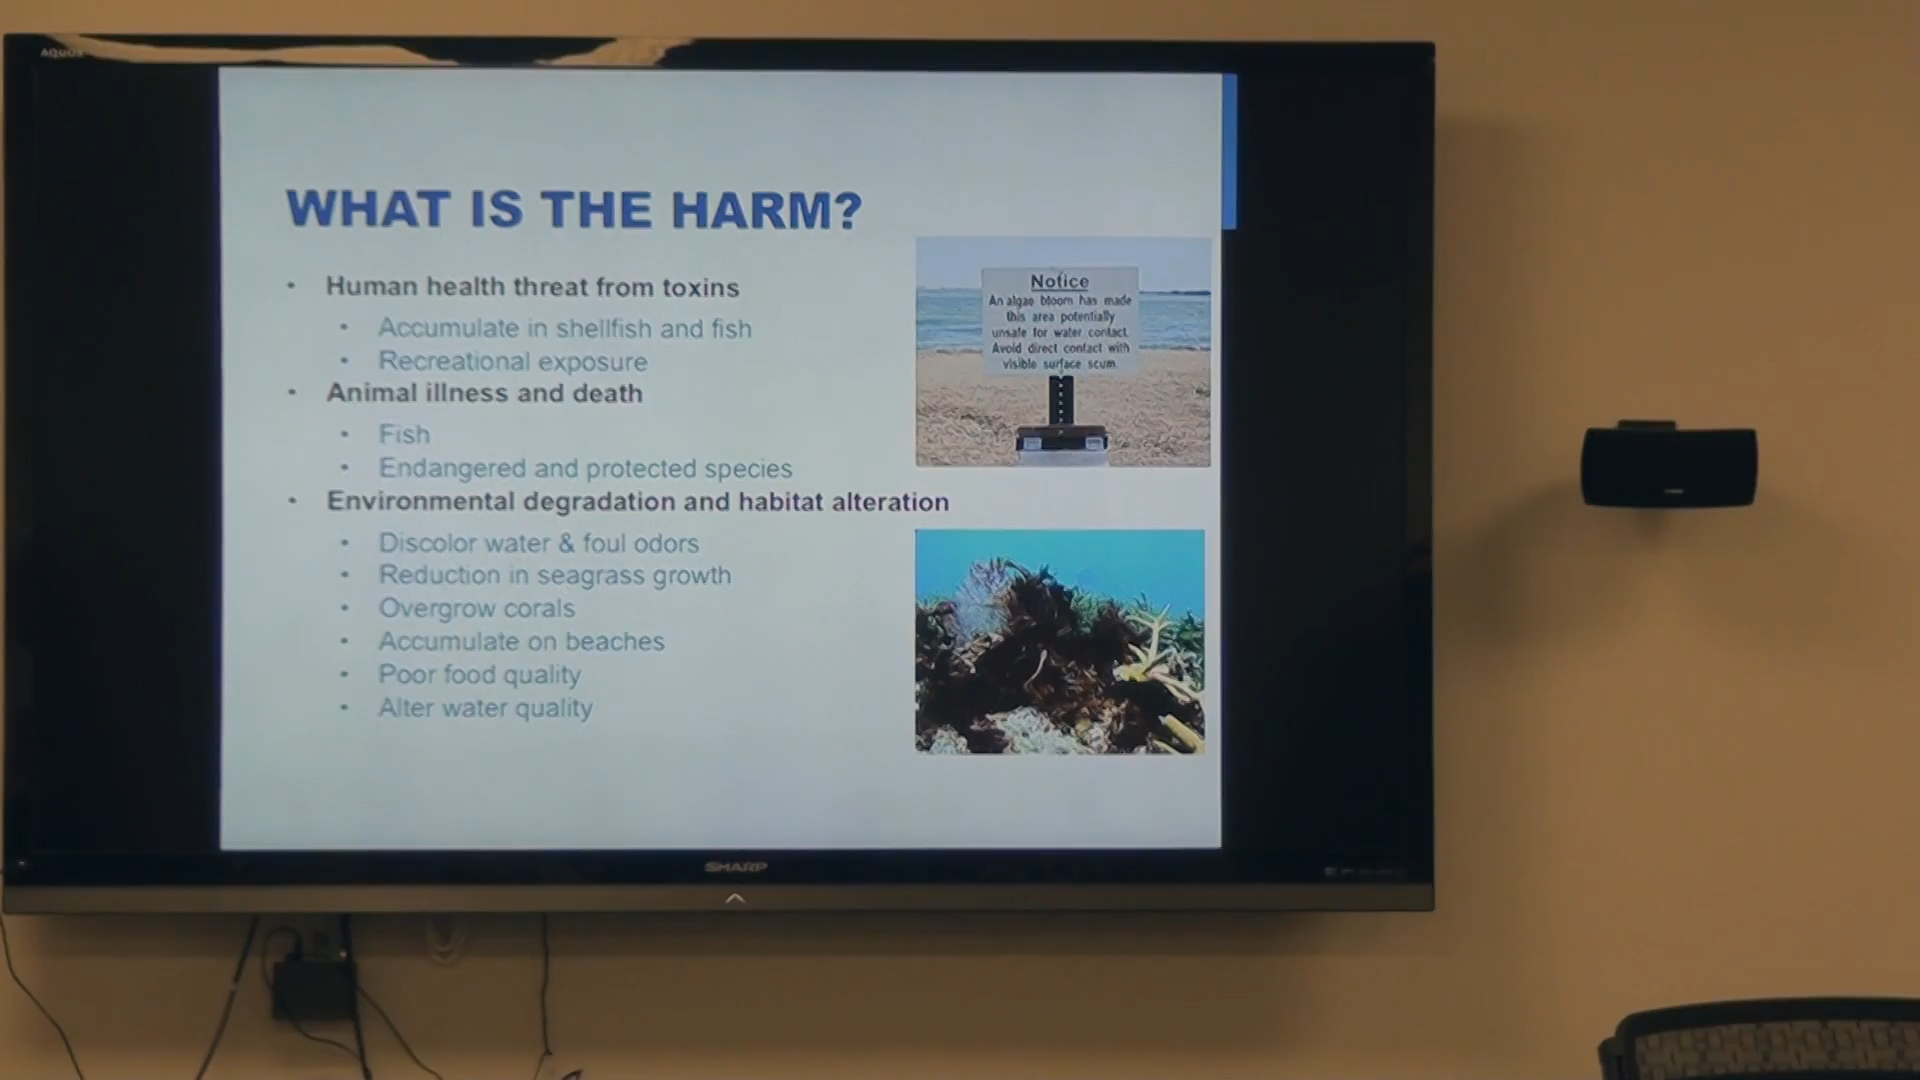 AQUOS
WHAT IS THE HARM?
• Human health threat from toxins
• Accumulate in shellfish and fish
• Recreational exposure
• Animal illness and death
• Fish
• Endangered and protected species
• Environmental degradation and habitat alteration
• Discolor water & foul odors
• Reduction in seagrass growth
• Overgrow corals
• Accumulate on beaches
• Poor food quality
• Alter water quality
Notice
An algae bloom has made
this area potentially
unsafe for water contact.
Avoid direct contact with
visible surface scum.
SHARP